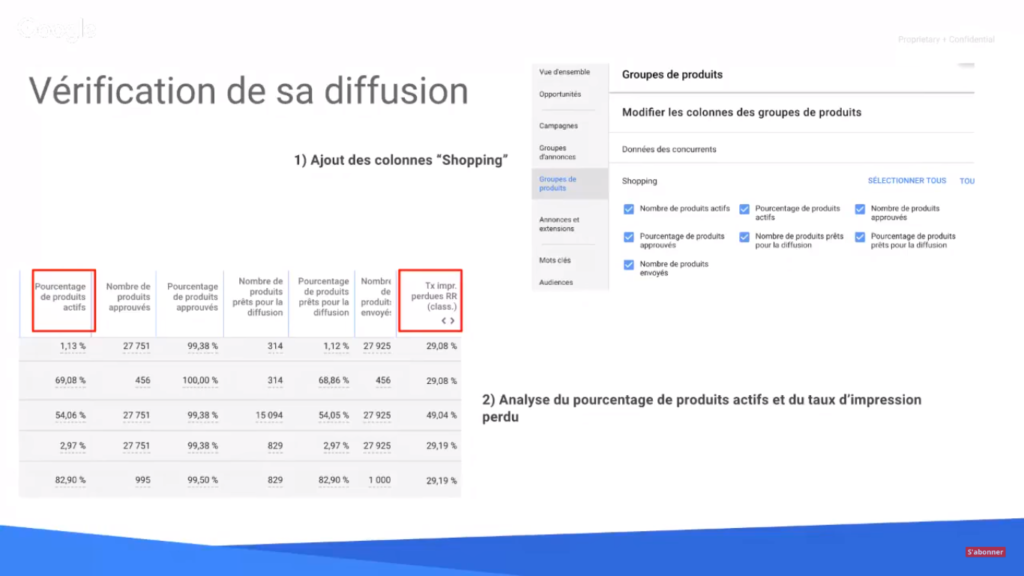 Google
Proprietary + Confidential
Vérification de sa diffusion
1) Ajout des colonnes “Shopping”
Vue d'ensemble
Opportunités
Campagnes
Groupes
d'annonces
Groupes de
produits
Annonces et
extensions
Mots clés
Audiences
Groupes de produits
Modifier les colonnes des groupes de produits
Données des concurrents
Shopping SÉLECTIONNER TOUS TOU
Nombre de produits actifs
Pourcentage de produits
actifs
Nombre de produits
approuvés
Pourcentage de produits
approuvés
Nombre de produits prêts
pour la diffusion
Pourcentage de produits
prêts pour la diffusion
Nombre de produits
envoyés
Pourcentage
de produits
actifs
Nombre de
produits
approuvés
Pourcentage
de produits
approuvés
Nombre de
produits
prêts pour la
diffusion
Pourcentage
de produits
prêts pour la
diffusion
Nombre
de
produits
envoyés
Tx impr.
perdues RR
(class.)
< >
1,13 % 27 751 99,38 % 314 1,12 % 27 925 29,08 %
69,08 % 456 100,00 % 314 68,86 % 456 29,08 %
54,06 % 27 751 99,38 % 15 094 54,05 % 27 925 49,04 %
2,97 % 27 751 99,38 % 829 2,97 % 27 925 29,19 %
82,90 % 995 99,50 % 829 82,90 % 1 000 29,19 %
2) Analyse du pourcentage de produits actifs et du taux d’impression
perdu
S'abonner